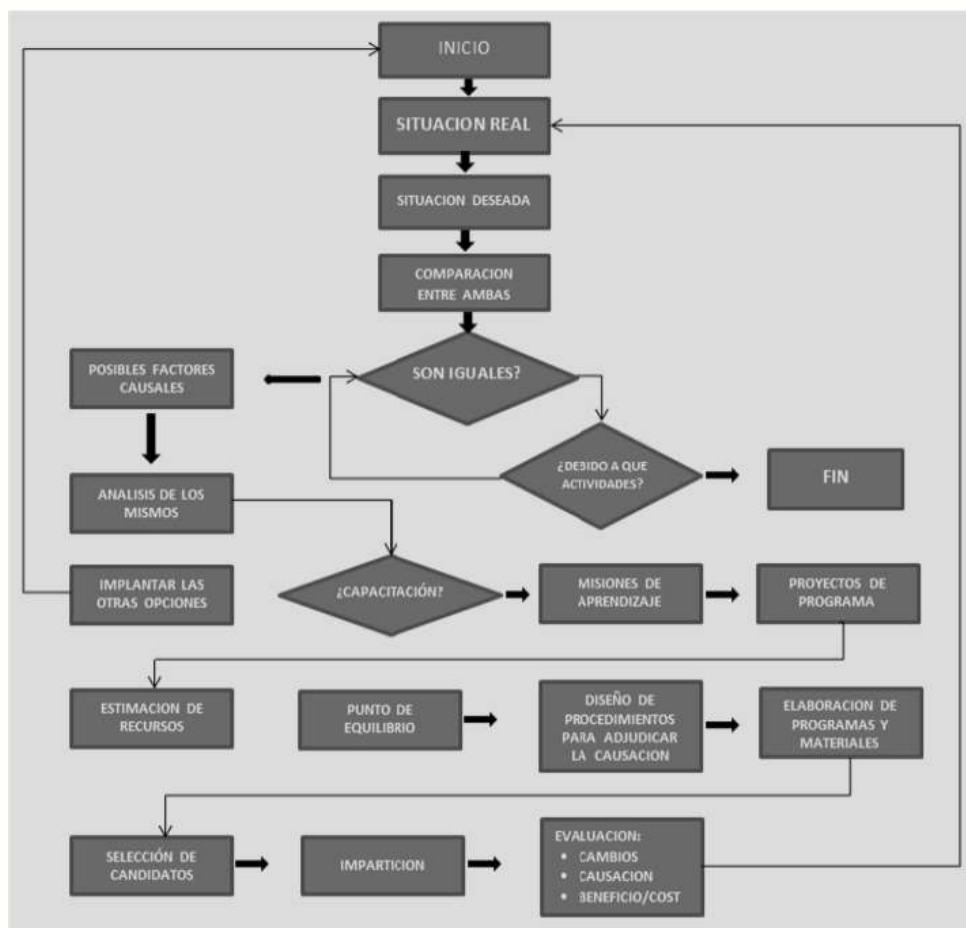 INICIO
SITUACION REAL
SITUACION DESEADA
COMPARACION
ENTRE AMBAS
SON IGUALES?
POSIBLES FACTORES
CAUSALES
¿DEBIDO A QUE
ACTIVIDADES?
FIN
ANALISIS DE LOS
MISMOS
IMPLANTAR LAS
OTRAS OPCIONES
¿CAPACITACIÓN?
MISIONES DE
APRENDIZAJE
PROYECTOS DE
PROGRAMA
ESTIMACION DE
RECURSOS
PUNTO DE
EQUILIBRIO
DISEÑO DE
PROCEDIMIENTOS
PARA ADJUDICAR
LA CAUSACION
ELABORACION DE
PROGRAMAS Y
MATERIALES
SELECCIÓN DE
CANDIDATOS
IMPARTICION
EVALUACION:
• CAMBIOS
• CAUSACION
• BENEFICIO/COST